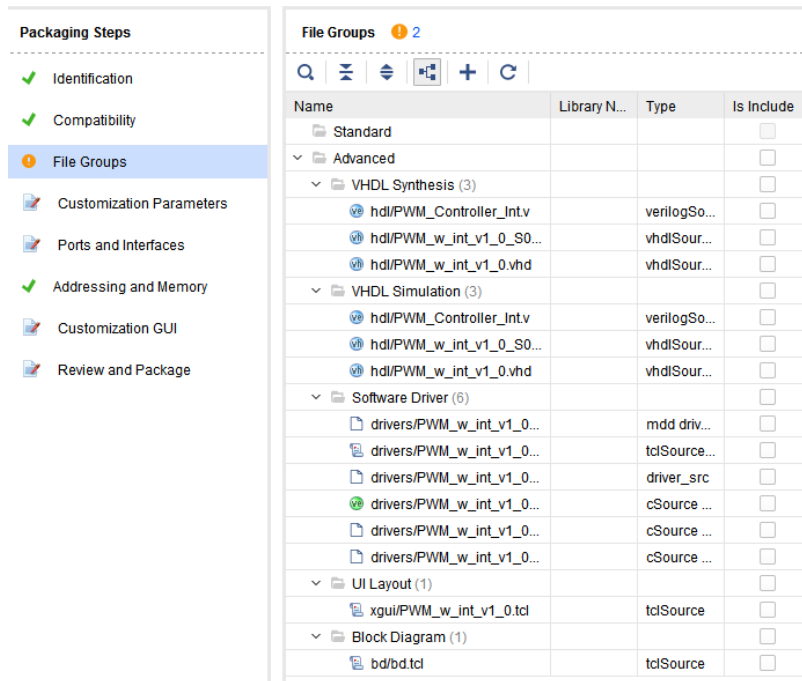 Packaging Steps
Identification
Compatibility
File Groups
Customization Parameters
Ports and Interfaces
Addressing and Memory
Customization GUI
Review and Package
File Groups 2
Name Library N... Type Is Include
Standard
Advanced
VHDL Synthesis (3)
hdl/PWM_Controller_Int.v verilogSo...
hdl/PWM_w_int_v1_0_S0... vhdlSour...
hdl/PWM_w_int_v1_0.vhd vhdlSour...
VHDL Simulation (3)
hdl/PWM_Controller_Int.v verilogSo...
hdl/PWM_w_int_v1_0_S0... vhdlSour...
hdl/PWM_w_int_v1_0.vhd vhdlSour...
Software Driver (6)
drivers/PWM_w_int_v1_0... mdd driv...
drivers/PWM_w_int_v1_0... tclSource...
drivers/PWM_w_int_v1_0... driver_src
ve drivers/PWM_w_int_v1_0... cSource ...
drivers/PWM_w_int_v1_0... cSource ...
drivers/PWM_w_int_v1_0... cSource ...
UI Layout (1)
xgui/PWM_w_int_v1_0.tcl tclSource
Block Diagram (1)
bd/bd.tcl tclSource